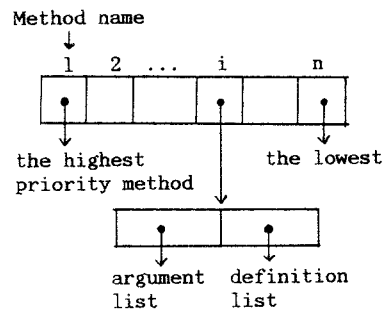 Method name
1 2 ... i n
the highest the lowest
priority method
argument definition
list list